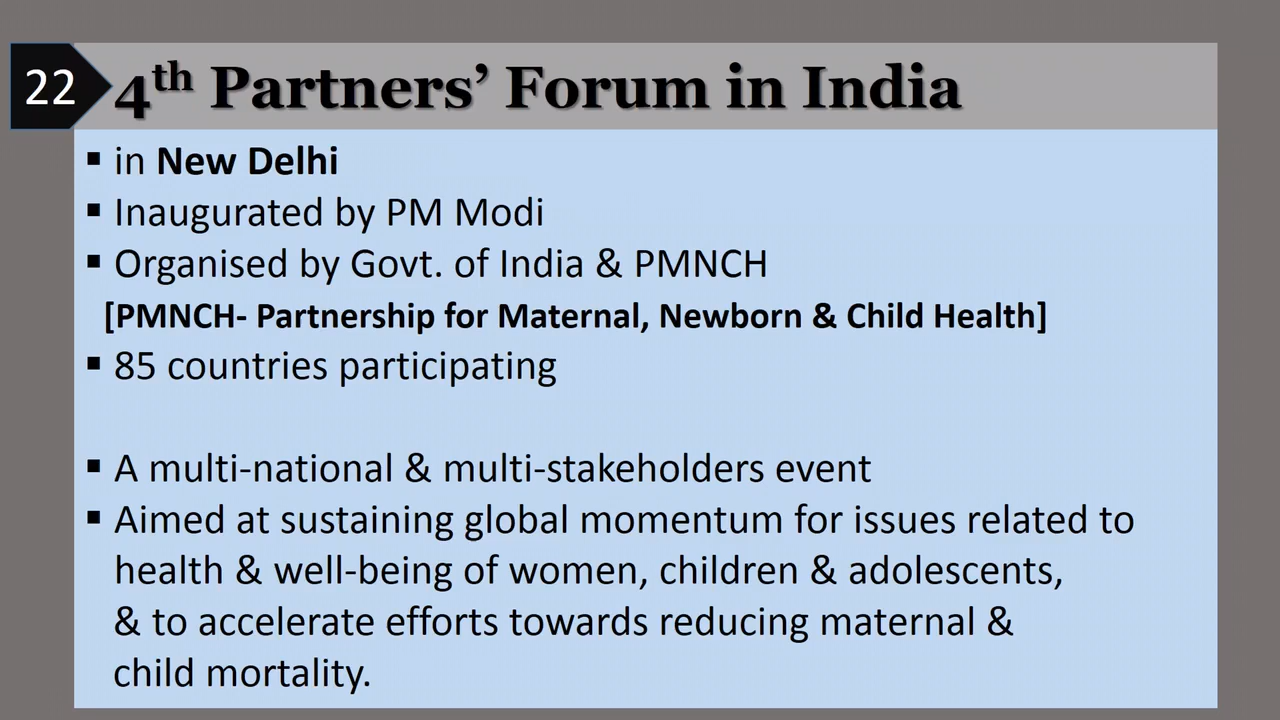 22
4th Partners’ Forum in India
▪ in New Delhi
▪ Inaugurated by PM Modi
▪ Organised by Govt. of India & PMNCH
[PMNCH- Partnership for Maternal, Newborn & Child Health]
▪ 85 countries participating
▪ A multi-national & multi-stakeholders event
▪ Aimed at sustaining global momentum for issues related to
health & well-being of women, children & adolescents,
& to accelerate efforts towards reducing maternal &
child mortality.